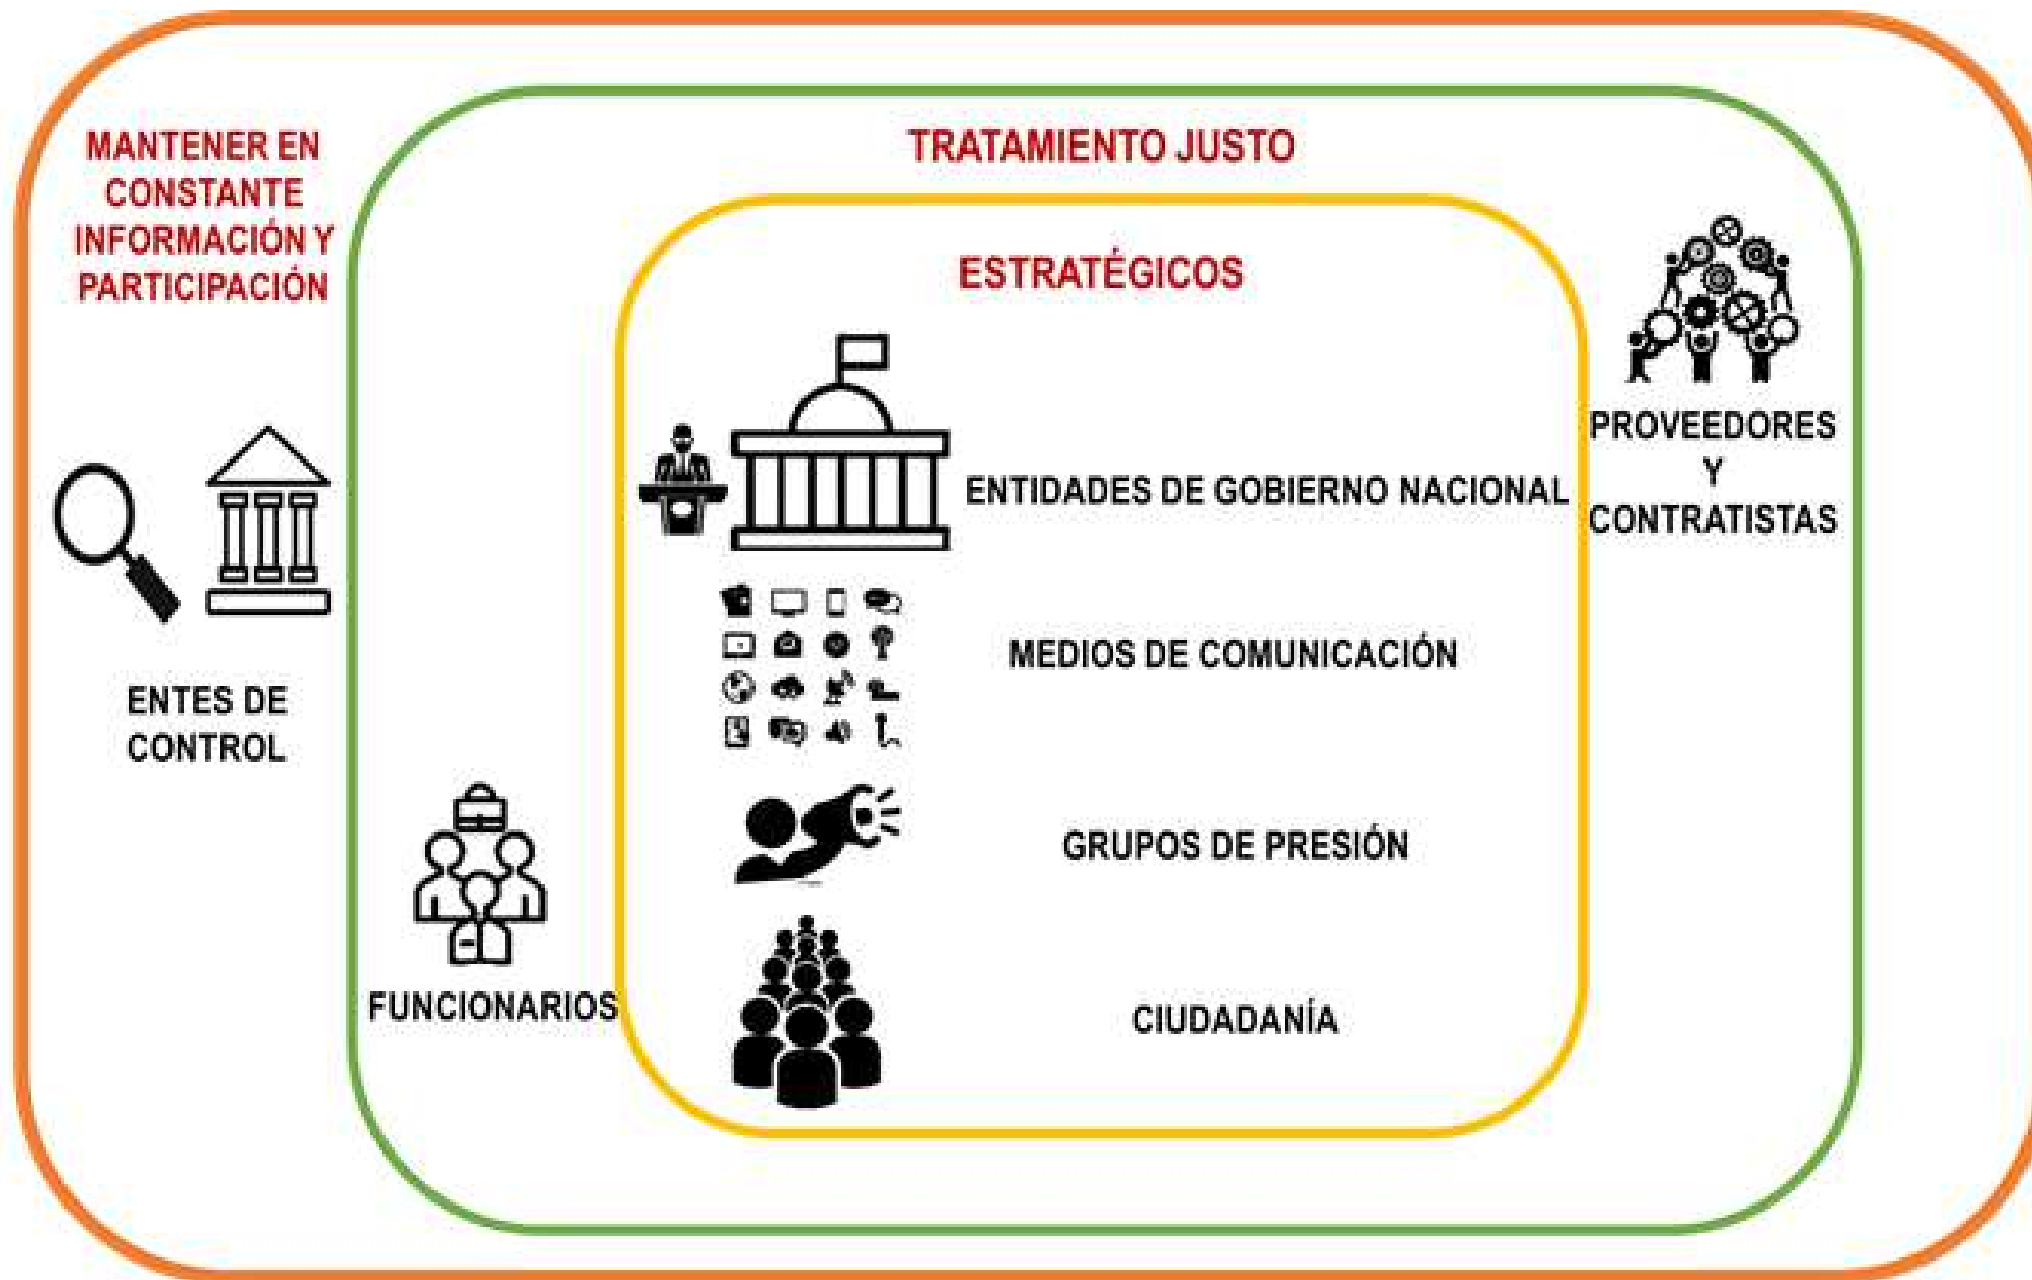 MANTENER EN
CONSTANTE
INFORMACIÓN Y
PARTICIPACIÓN
ENTES DE
CONTROL
TRATAMIENTO JUSTO
FUNCIONARIOS
PROVEEDORES
Y
CONTRATISTAS
ESTRATÉGICOS
ENTIDADES DE GOBIERNO NACIONAL
MEDIOS DE COMUNICACIÓN
GRUPOS DE PRESIÓN
CIUDADANÍA